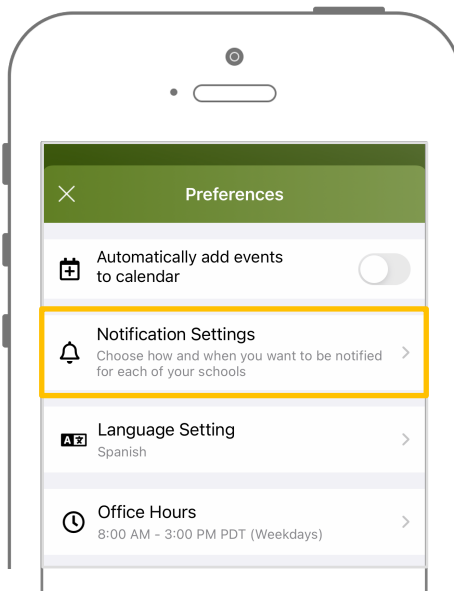 Preferences
Automatically add events
to calendar
Notification Settings
Choose how and when you want to be notified
for each of your schools
Language Setting
Spanish
Office Hours
8:00 AM - 3:00 PM PDT (Weekdays)